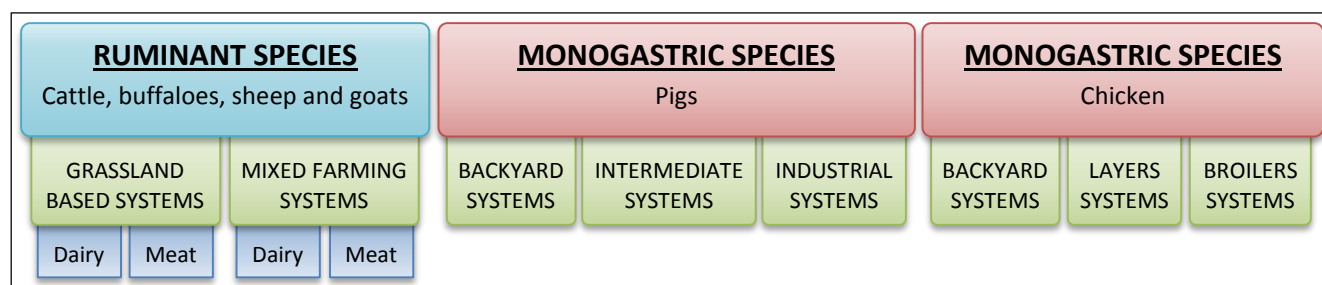 RUMINANT SPECIES
Cattle, buffaloes, sheep and goats
GRASSLAND
BASED SYSTEMS
Dairy
Meat
MIXED FARMING
SYSTEMS
Dairy
Meat
MONOGASTRIC SPECIES
Pigs
BACKYARD
SYSTEMS
INTERMEDIATE
SYSTEMS
INDUSTRIAL
SYSTEMS
MONOGASTRIC SPECIES
Chicken
BACKYARD
SYSTEMS
LAYERS
SYSTEMS
BROILERS
SYSTEMS